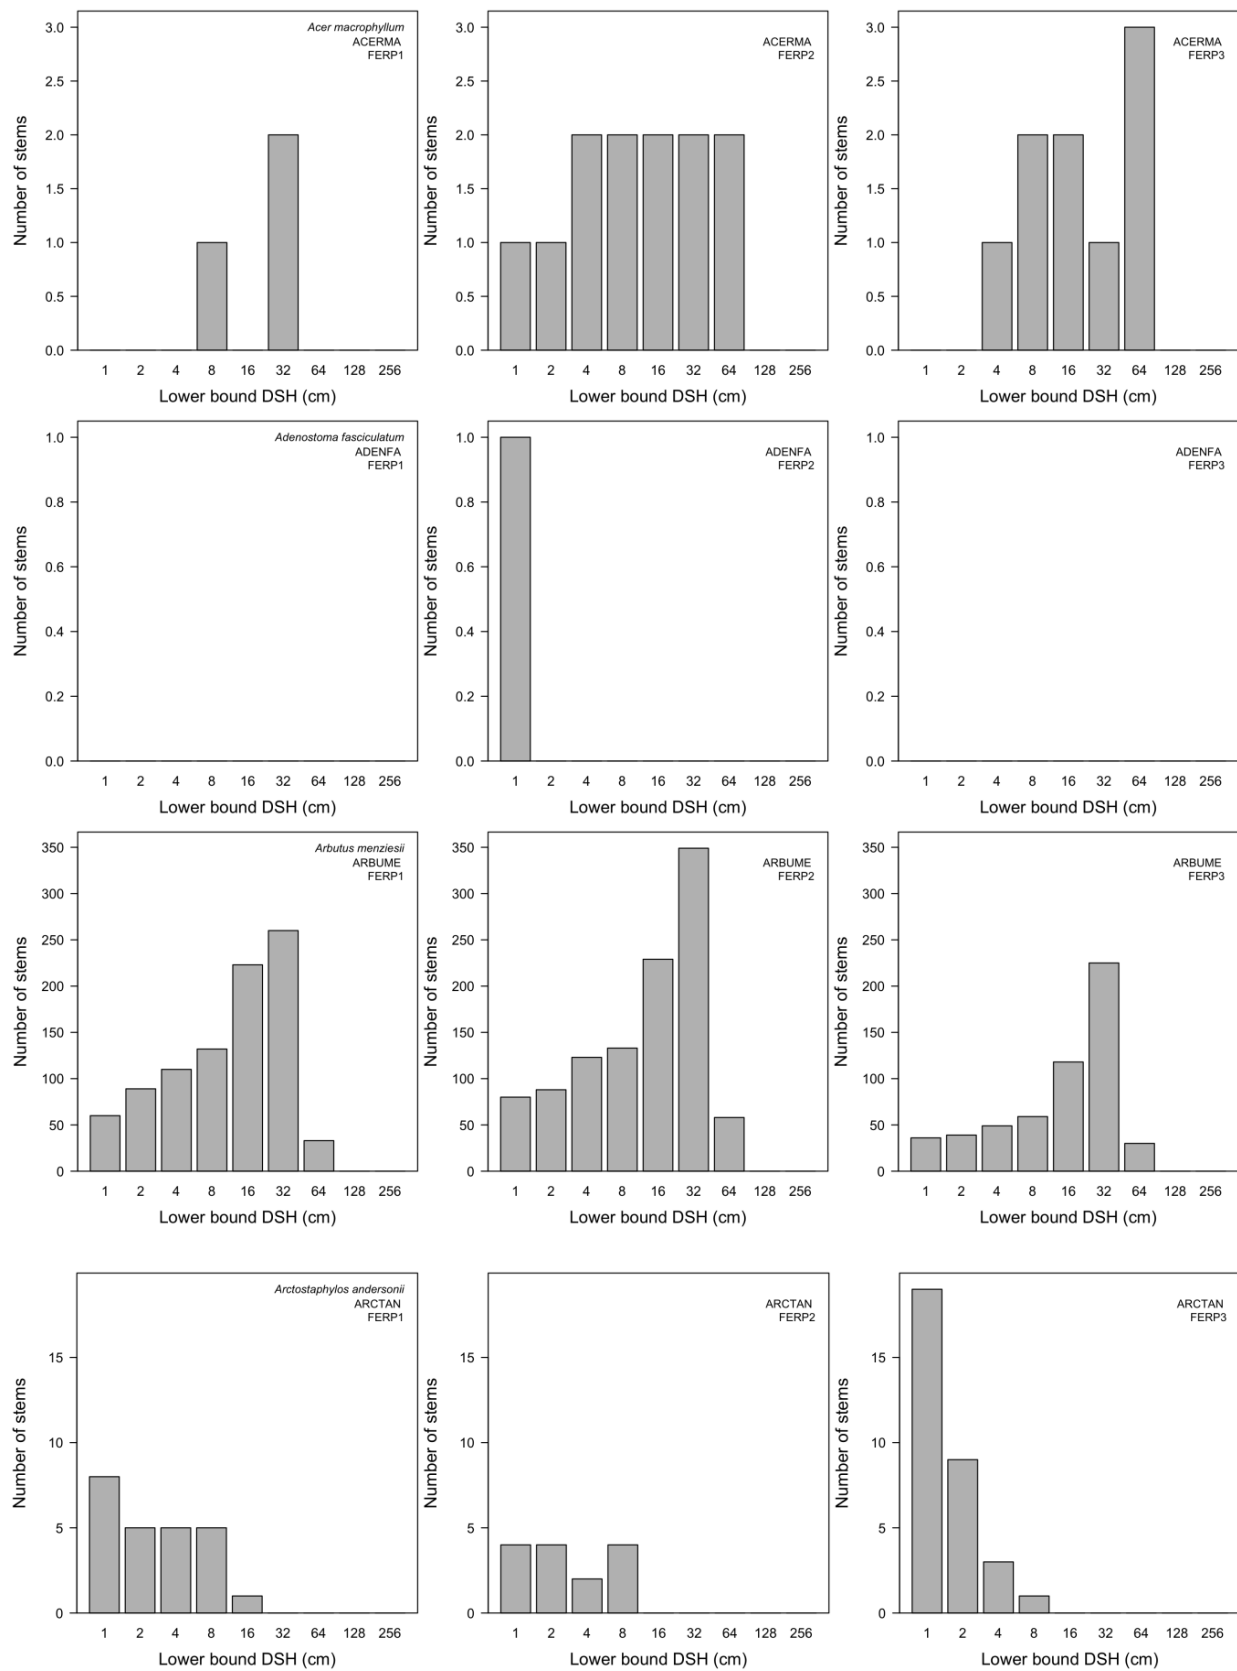 Acer macrophyllum
ACERMA
FERP1
Number of stems
3.0
2.5
2.0
1.5
1.0
0.5
0.0
1 2 4 8 16 32 64 128 256
Lower bound DSH (cm)
ACERMA
FERP2
Number of stems
3.0
2.5
2.0
1.5
1.0
0.5
0.0
1 2 4 8 16 32 64 128 256
Lower bound DSH (cm)
ACERMA
FERP3
Number of stems
3.0
2.5
2.0
1.5
1.0
0.5
0.0
1 2 4 8 16 32 64 128 256
Lower bound DSH (cm)
Adenostoma fasciculatum
ADENFA
FERP1
Number of stems
1.0
0.8
0.6
0.4
0.2
0.0
1 2 4 8 16 32 64 128 256
Lower bound DSH (cm)
ADENFA
FERP2
Number of stems
1.0
0.8
0.6
0.4
0.2
0.0
1 2 4 8 16 32 64 128 256
Lower bound DSH (cm)
ADENFA
FERP3
Number of stems
1.0
0.8
0.6
0.4
0.2
0.0
1 2 4 8 16 32 64 128 256
Lower bound DSH (cm)
Arbutus menziesii
ARBUME
FERP1
Number of stems
350
300
250
200
150
100
50
0
1 2 4 8 16 32 64 128 256
Lower bound DSH (cm)
ARBUME
FERP2
Number of stems
350
300
250
200
150
100
50
0
1 2 4 8 16 32 64 128 256
Lower bound DSH (cm)
ARBUME
FERP3
Number of stems
350
300
250
200
150
100
50
0
1 2 4 8 16 32 64 128 256
Lower bound DSH (cm)
Arctostaphylos andersonii
ARCTAN
FERP1
Number of stems
15
10
5
0
1 2 4 8 16 32 64 128 256
Lower bound DSH (cm)
ARCTAN
FERP2
Number of stems
15
10
5
0
1 2 4 8 16 32 64 128 256
Lower bound DSH (cm)
ARCTAN
FERP3
Number of stems
15
10
5
0
1 2 4 8 16 32 64 128 256
Lower bound DSH (cm)